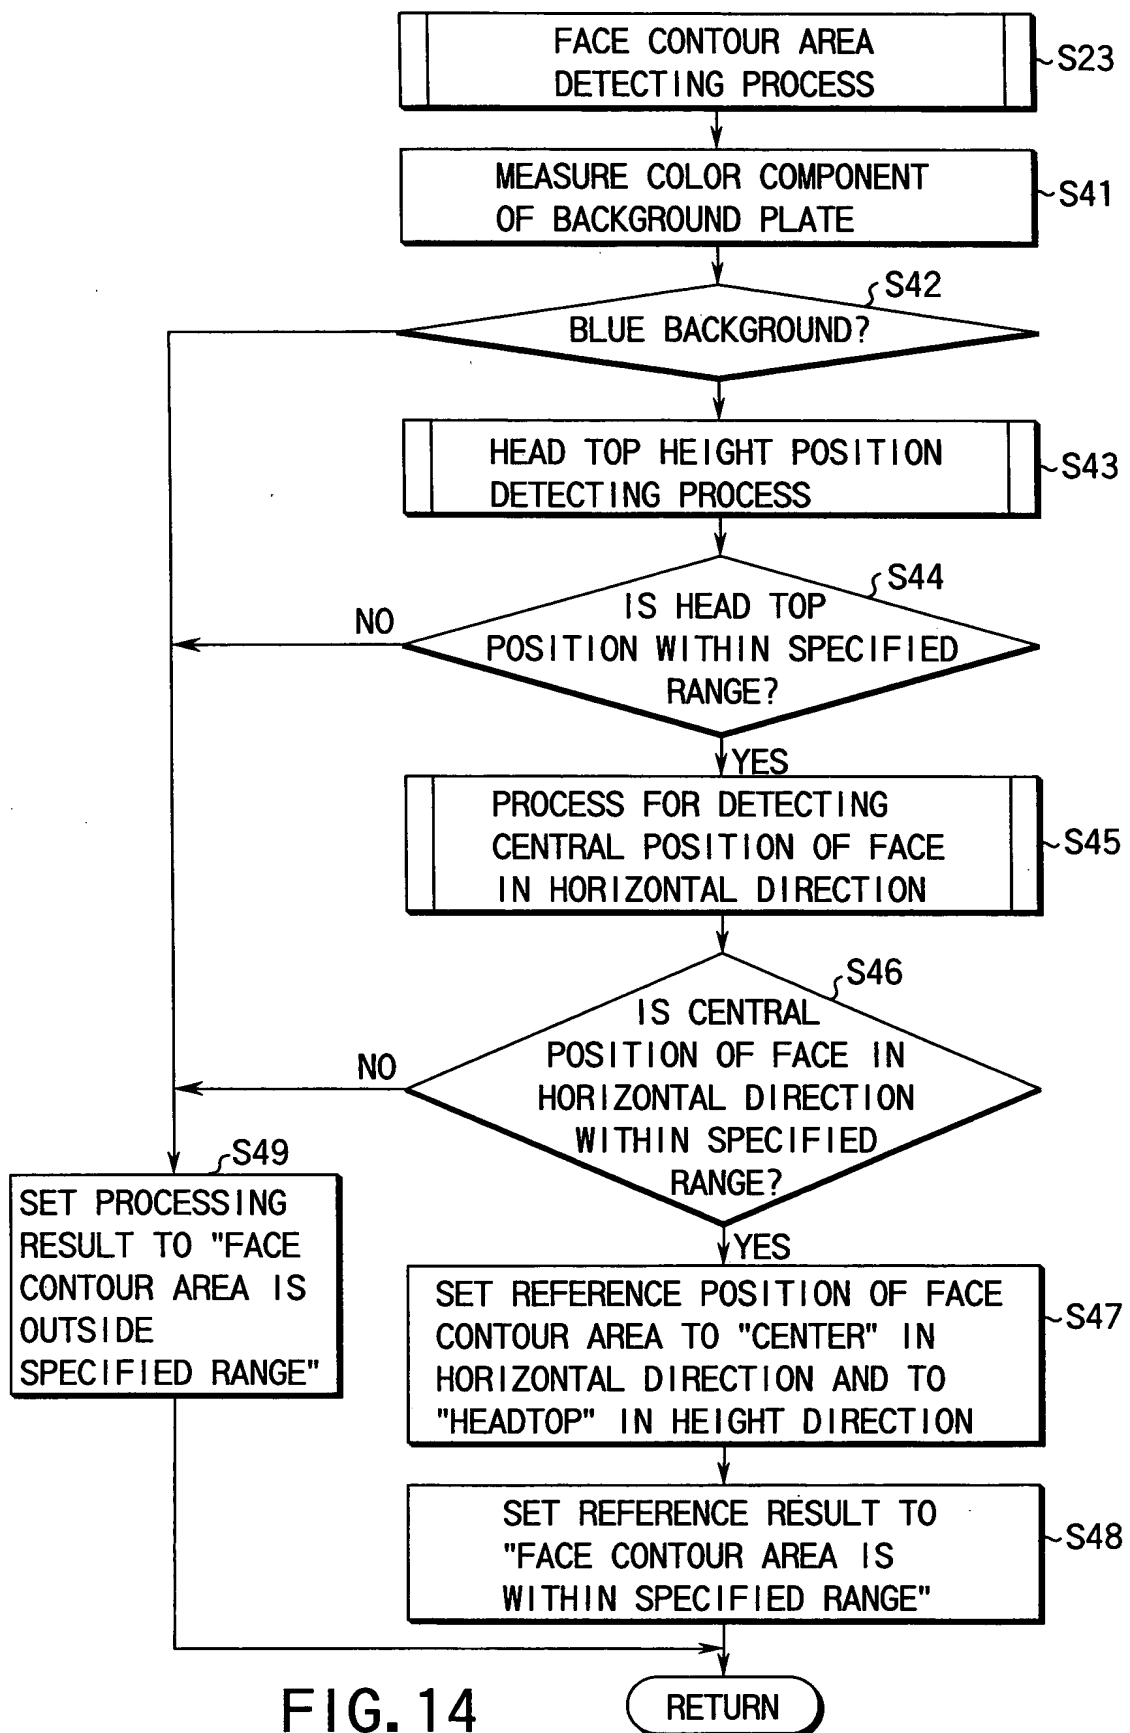 FACE CONTOUR AREA
DETECTING PROCESS
S23
MEASURE COLOR COMPONENT
OF BACKGROUND PLATE
S41
S42
BLUE BACKGROUND?
HEAD TOP HEIGHT POSITION
DETECTING PROCESS
S43
S44
IS HEAD TOP
POSITION WITHIN SPECIFIED
RANGE?
NO
YES
PROCESS FOR DETECTING
CENTRAL POSITION OF FACE
IN HORIZONTAL DIRECTION
S45
S46
IS CENTRAL
POSITION OF FACE IN
HORIZONTAL DIRECTION
WITHIN SPECIFIED
RANGE?
NO
YES
S49
SET PROCESSING
RESULT TO "FACE
CONTOUR AREA IS
OUTSIDE
SPECIFIED RANGE"
SET REFERENCE POSITION OF FACE
CONTOUR AREA TO "CENTER" IN
HORIZONTAL DIRECTION AND TO
"HEADTOP" IN HEIGHT DIRECTION
S47
SET REFERENCE RESULT TO
"FACE CONTOUR AREA IS
WITHIN SPECIFIED RANGE"
S48
RETURN
FIG. 14